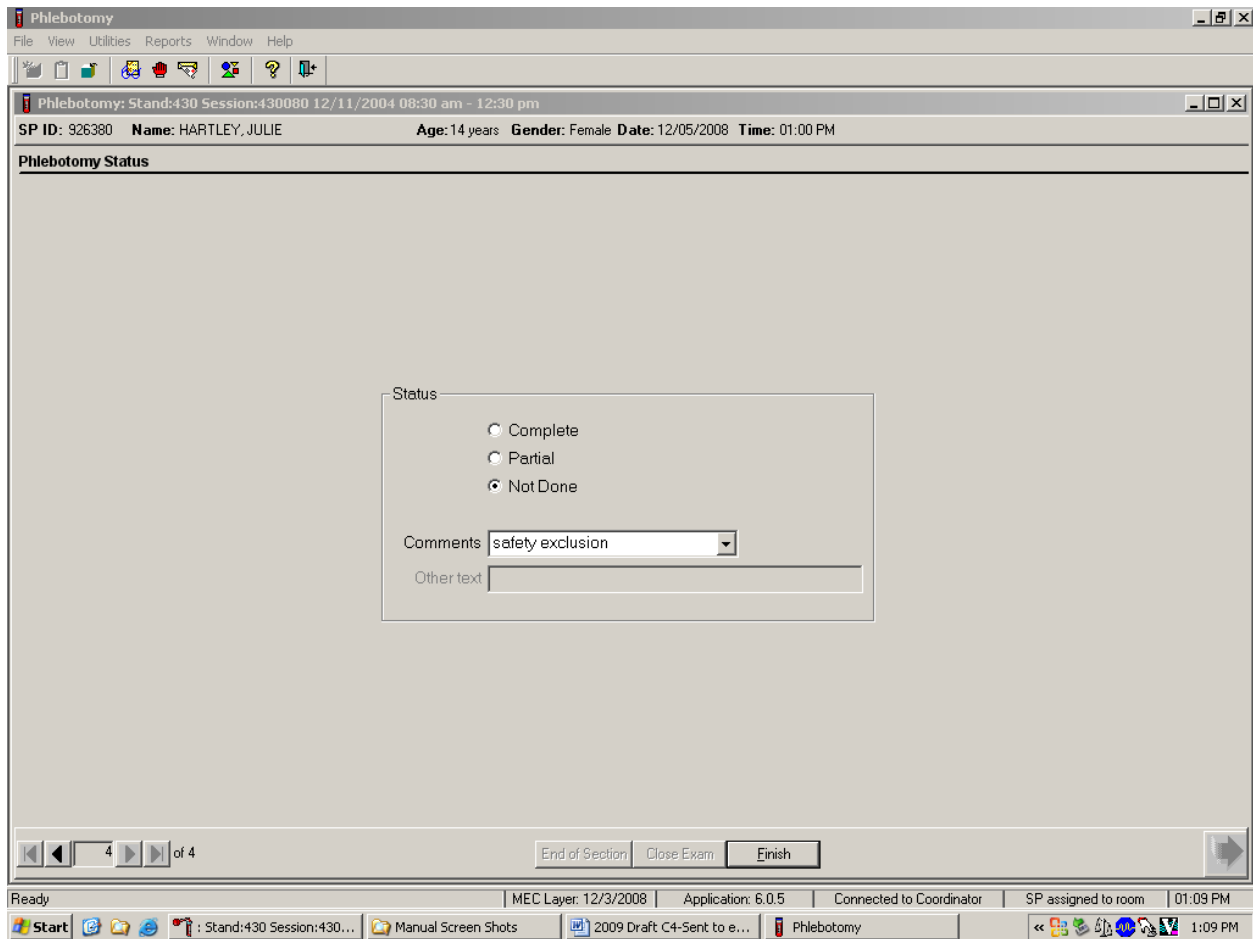 Phlebotomy
File View Utilities Reports Window Help
Phlebotomy: Stand:430 Session:430080 12/11/2004 08:30 am - 12:30 pm
SP ID: 926380 Name: HARTLEY, JULIE Age: 14 years Gender: Female Date: 12/05/2008 Time: 01:00 PM
Phlebotomy Status
Status
Complete
Partial
Not Done
Comments safety exclusion
Other text
4 of 4 End of Section Close Exam Finish
Ready MEC Layer: 12/3/2008 Application: 6.0.5 Connected to Coordinator SP assigned to room 01:09 PM
Start : Stand:430 Session:430... Manual Screen Shots 2009 Draft C4-Sent to e... Phlebotomy « 1:09 PM